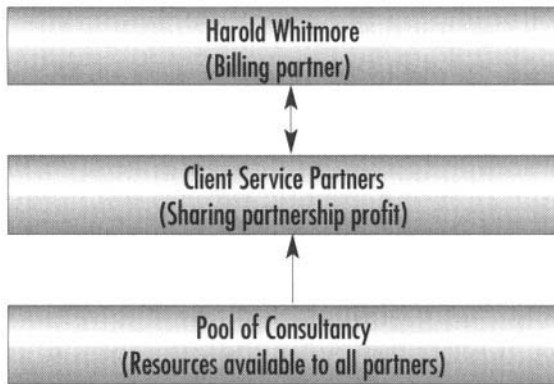 Harold Whitmore
(Billing partner)
Client Service Partners
(Sharing partnership profit)
Pool of Consultancy
(Resources available to all partners)